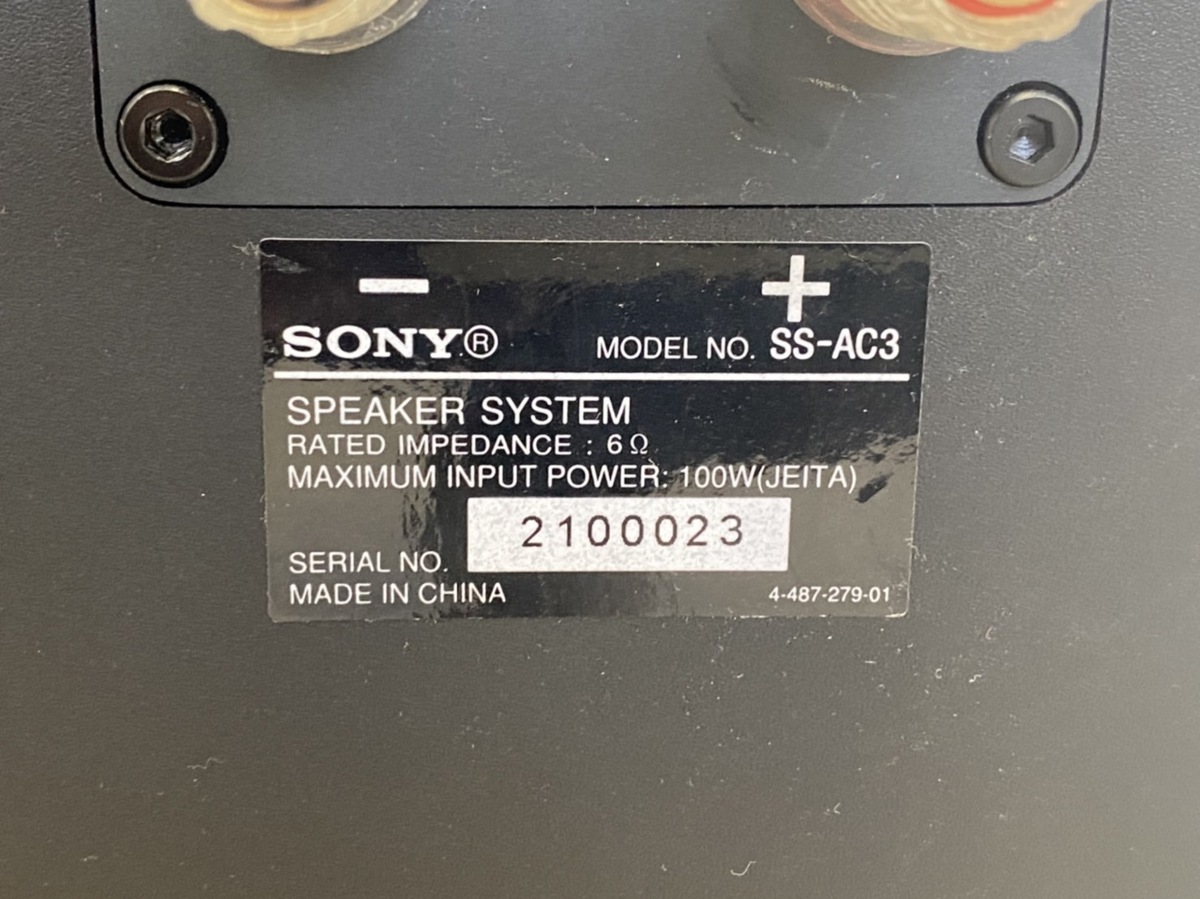 − +
SONY® MODEL NO. SS-AC3
SPEAKER SYSTEM
RATED IMPEDANCE : 6Ω
MAXIMUM INPUT POWER: 100W(JEITA)
2100023
SERIAL NO.
MADE IN CHINA 4-487-279-01